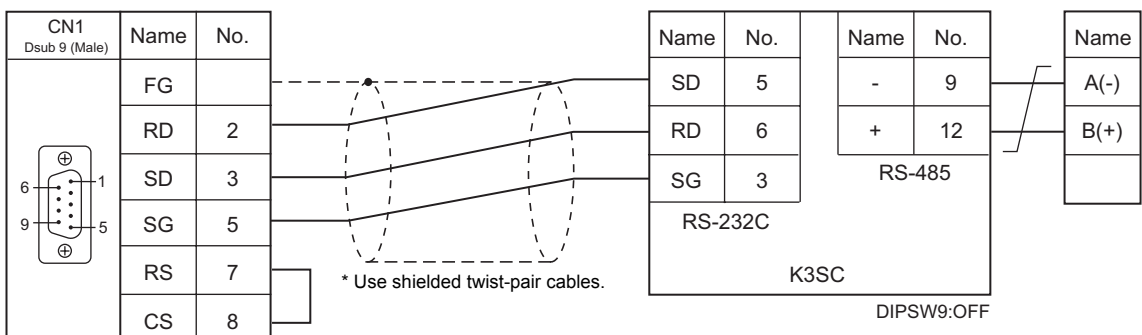 CN1
Dsub 9 (Male)
Name No.
FG
RD 2
SD 3
SG 5
RS 7
CS 8
6 1
9 5
* Use shielded twist-pair cables.
Name No.
SD 5
RD 6
SG 3
RS-232C
Name No.
- 9
+ 12
RS-485
K3SC
DIPSW9:OFF
Name
A(-)
B(+)